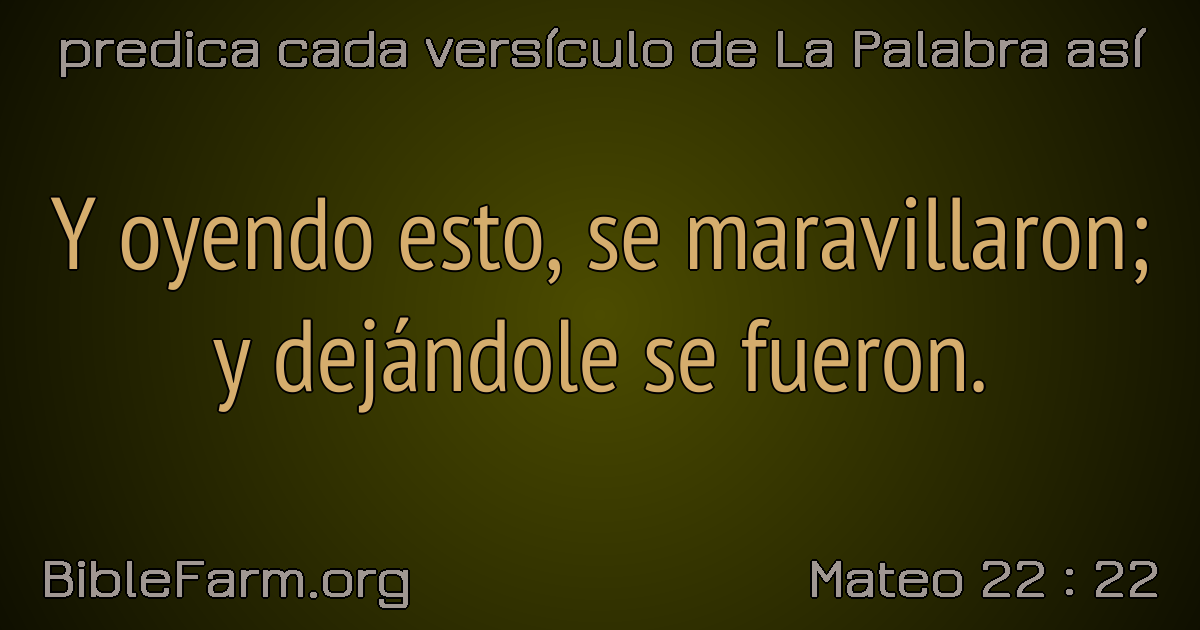 predica cada versículo de La Palabra así
Y oyendo esto, se maravillaron;
y dejándole se fueron.
BibleFarm.org
Mateo 22 : 22